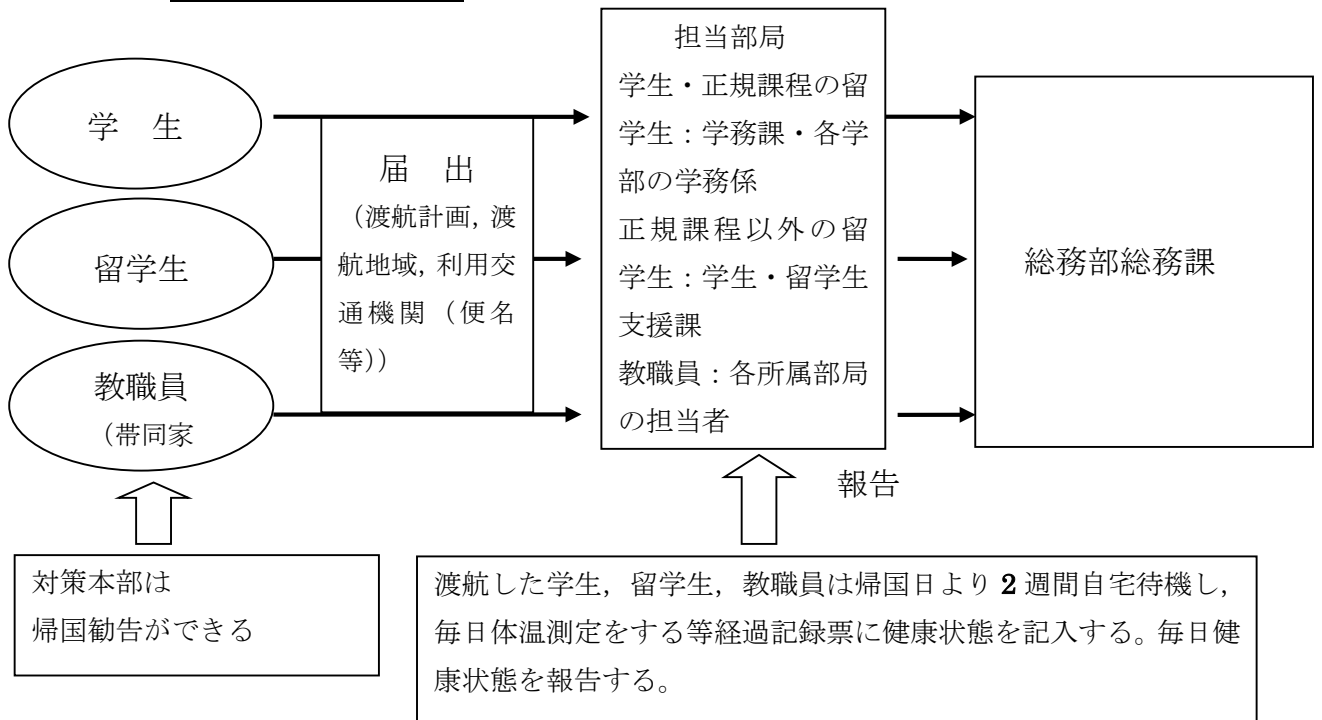 学　生
留学生
教職員
（帯同家
届　出
（渡航計画, 渡
航地域, 利用交
通機関（便名
等））
担当部局
学生・正規課程の留
学生：学務課・各学
部の学務係
正規課程以外の留
学生：学生・留学生
支援課
教職員：各所属部局
の担当者
総務部総務課
報告
対策本部は
帰国勧告ができる
渡航した学生，留学生，教職員は帰国日より 2 週間自宅待機し，
毎日体温測定をする等経過記録票に健康状態を記入する。毎日健
康状態を報告する。